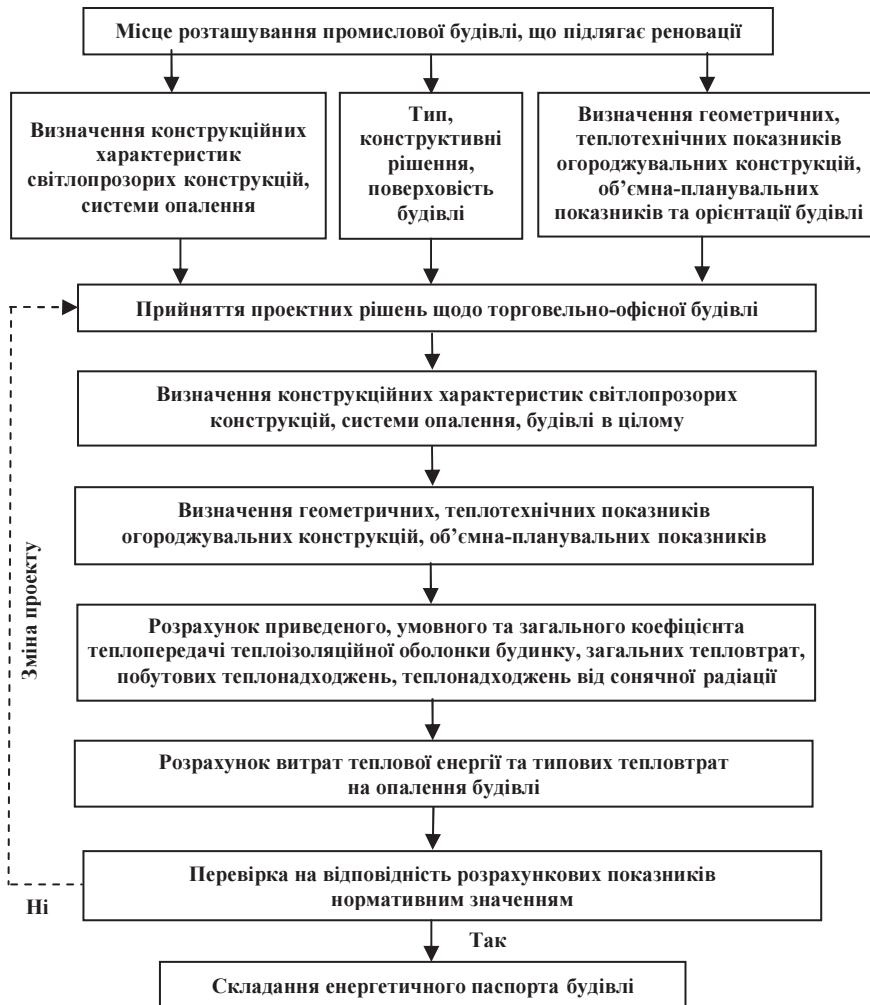 Місце розташування промислової будівлі, що підлягає реновації
Визначення конструкційних
характеристик
світлопрозорих конструкцій,
системи опалення
Тип,
конструктивні
рішення,
поверховість
будівлі
Визначення геометричних,
теплотехнічних показників
огороджувальних конструкцій,
об’ємна-планувальних
показників та орієнтації будівлі
Прийняття проектних рішень щодо торговельно-офісної будівлі
Визначення конструкційних характеристик світлопрозорих
конструкцій, системи опалення, будівлі в цілому
Визначення геометричних, теплотехнічних показників
огороджувальних конструкцій, об’ємна-планувальних показників
Зміна проекту
Розрахунок приведеного, умовного та загального коефіцієнта
теплопередачі теплоізоляційної оболонки будинку, загальних тепловтрат,
побутових теплонадходжень, теплонадходжень від сонячної радіації
Розрахунок витрат теплової енергії та типових тепловтрат
на опалення будівлі
Перевірка на відповідність розрахункових показників
нормативним значенням
Ні
Так
Складання енергетичного паспорта будівлі